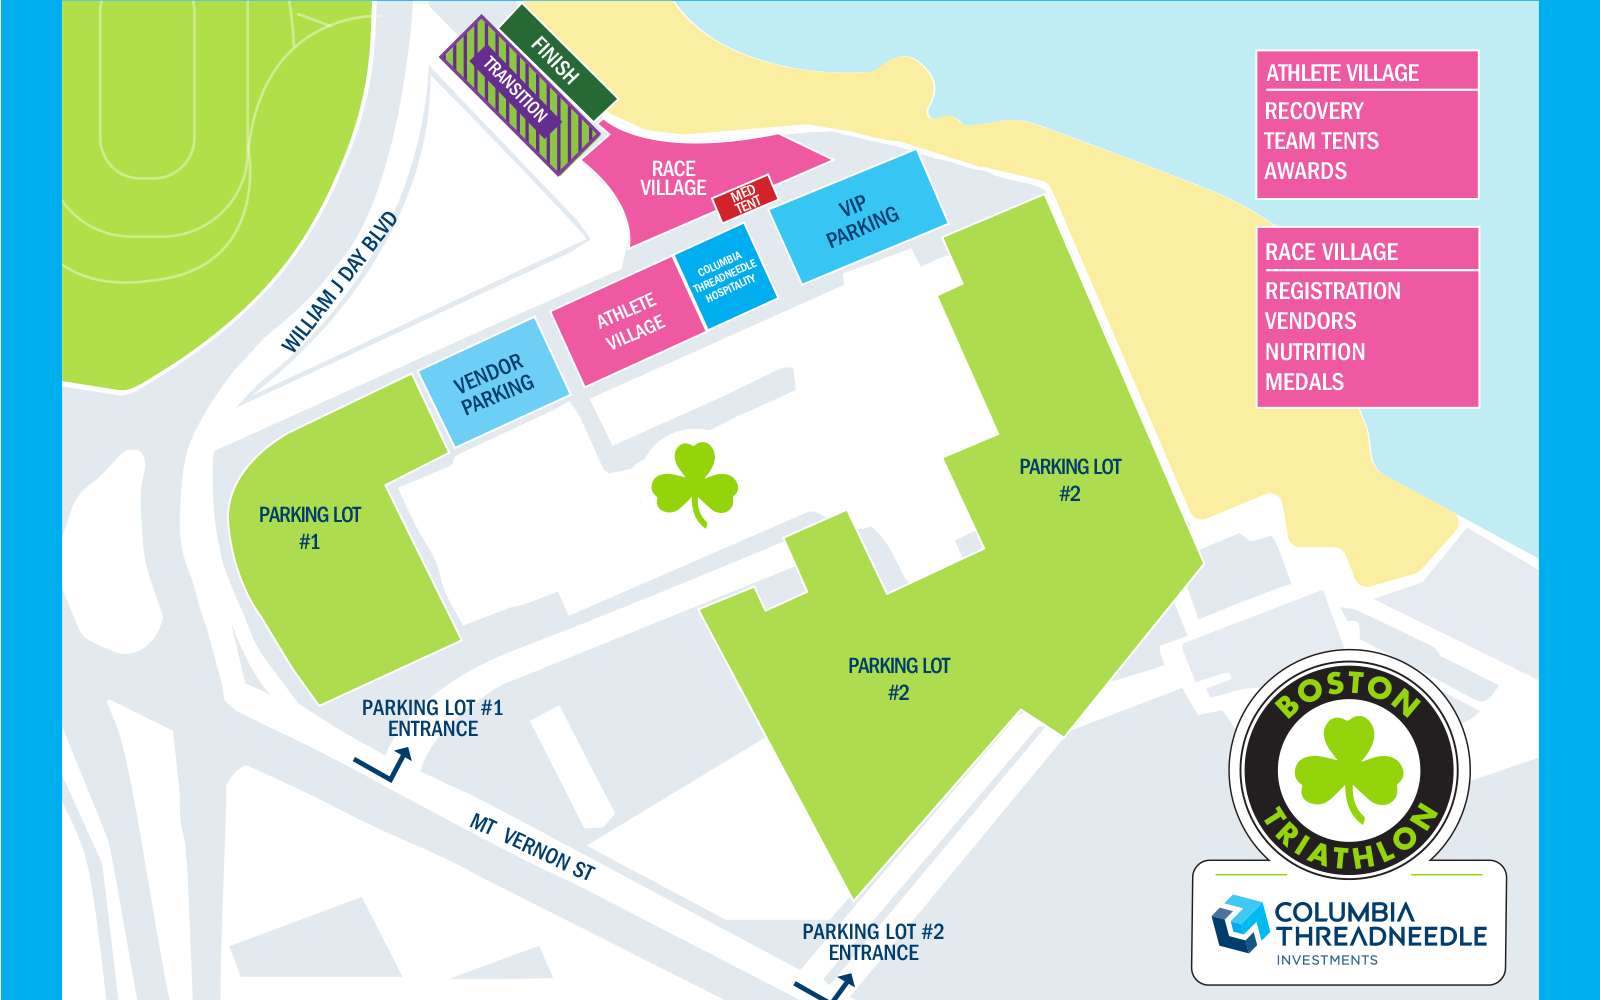 FINISH
TRANSITION
RACE
VILLAGE
MED
TENT
VIP
PARKING
COLUMBIA
THREADNEEDLE
HOSPITALITY
ATHLETE
VILLAGE
VENDOR
PARKING
WILLIAM J DAY BLVD
PARKING LOT
#1
PARKING LOT
#2
PARKING LOT
#2
PARKING LOT #1
ENTRANCE
MT VERNON ST
PARKING LOT #2
ENTRANCE
ATHLETE VILLAGE
RECOVERY
TEAM TENTS
AWARDS
RACE VILLAGE
REGISTRATION
VENDORS
NUTRITION
MEDALS
BOSTON
TRIATHLON
COLUMBIA
THREADNEEDLE
INVESTMENTS